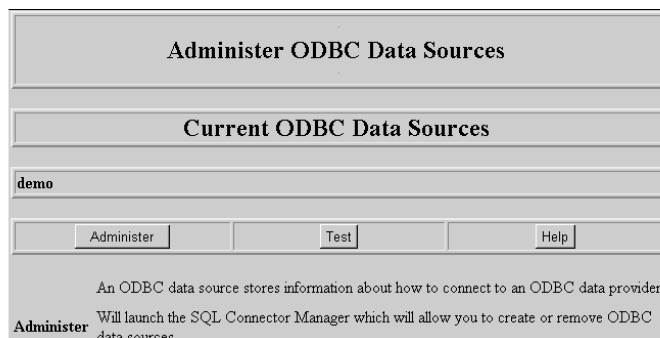 Administer ODBC Data Sources
Current ODBC Data Sources
demo
Administer Test Help
An ODBC data source stores information about how to connect to an ODBC data provider
Administer Will launch the SQL Connector Manager which will allow you to create or remove ODBC
data sources